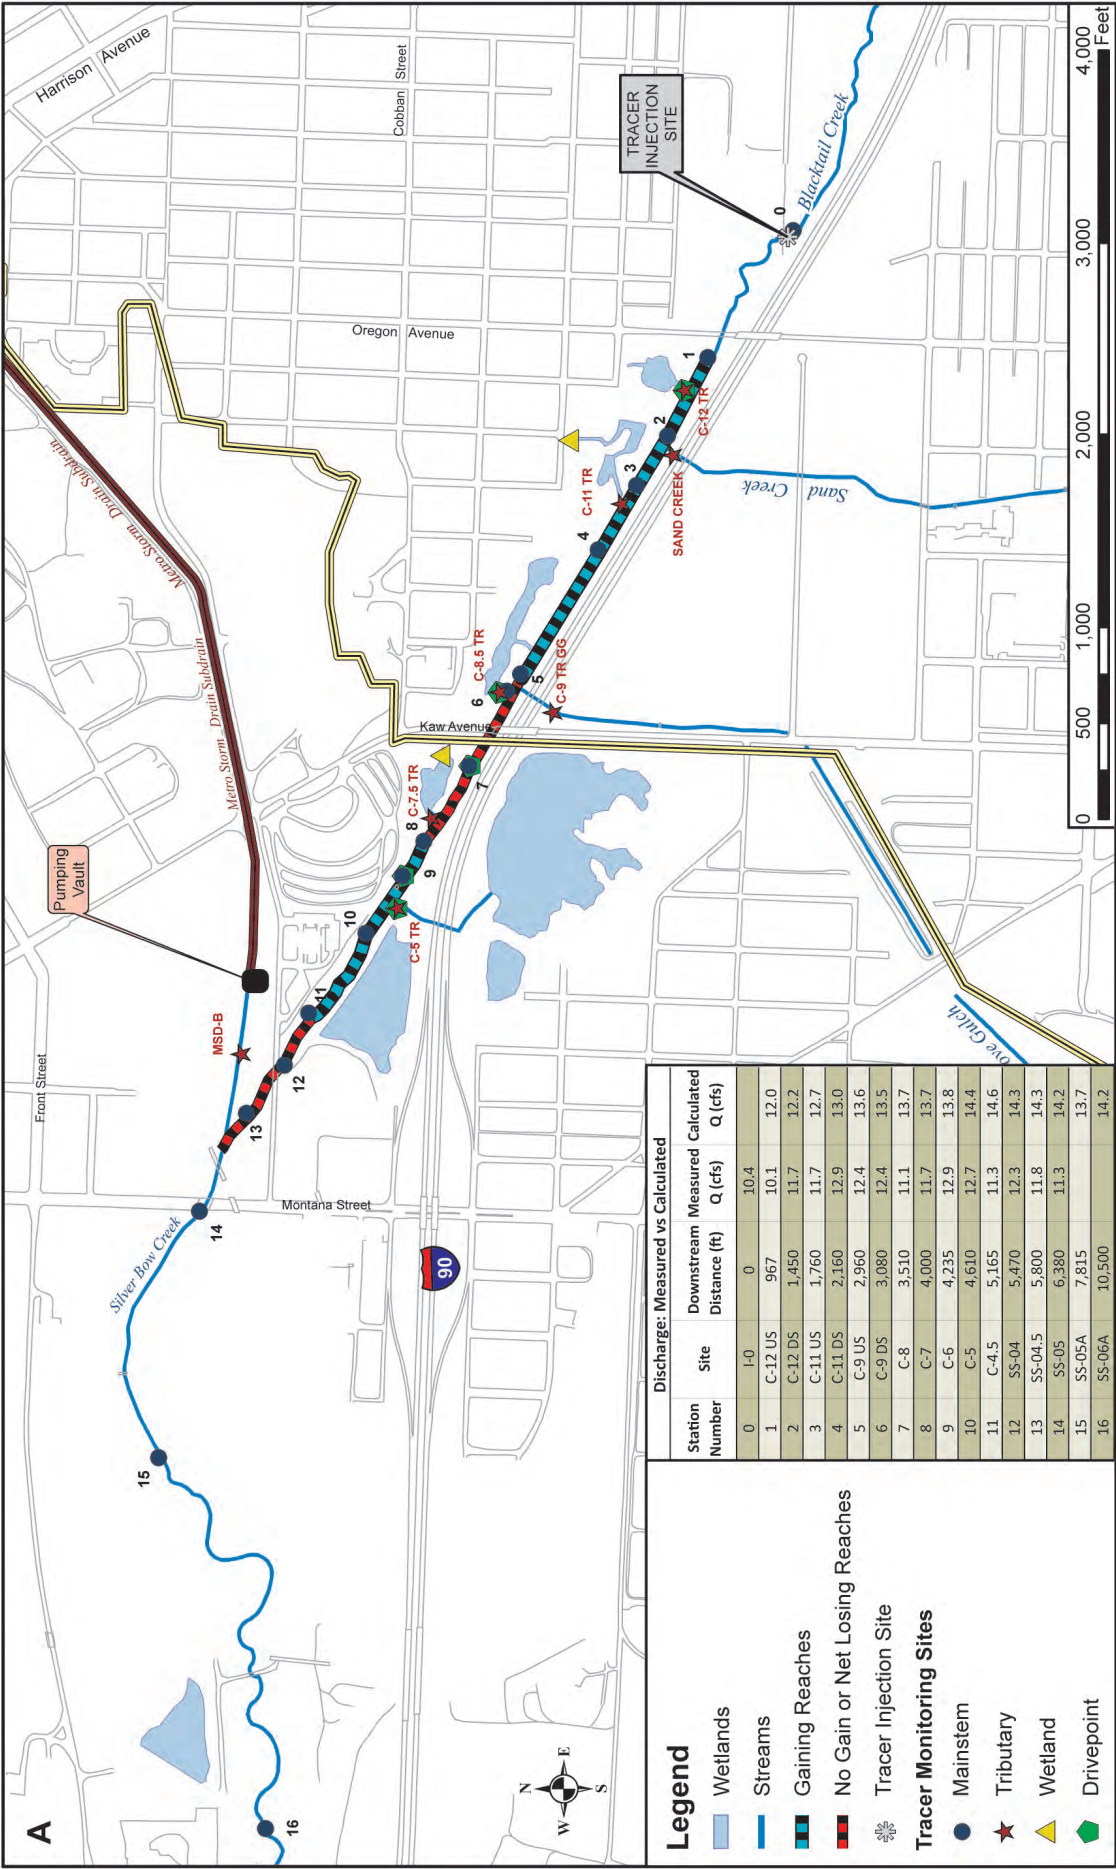 A
Harrison Avenue
Cobban Street
Oregon Avenue
Front Street
Kaw Avenue
Montana Street
Metro Storm Drain Subdrain
Metro Storm Drain Subdrain
Pumping
Vault
MSD-B
Silver Bow Creek
TRACER
INJECTION
SITE
Blacktail Creek
Sand Creek
SAND CREEK
C-12 TR
C-11 TR
C-9 TR GG
C-8.5 TR
C-7.5 TR
C-5 TR
ove Gulch
90
16
15
14
13
12
11
10
9
8
7
6
5
4
3
2
1
0
N
W E
S
Legend
Wetlands
Streams
Gaining Reaches
No Gain or Net Losing Reaches
Tracer Injection Site
Tracer Monitoring Sites
Mainstem
Tributary
Wetland
Drivepoint
Discharge: Measured vs Calculated
Station Site Downstream Measured Calculated
Number Distance (ft) Q (cfs) Q (cfs)
0 I-0 0 10.4
1 C-12 US 967 10.1 12.0
2 C-12 DS 1,450 11.7 12.2
3 C-11 US 1,760 11.7 12.7
4 C-11 DS 2,160 12.9 13.0
5 C-9 US 2,960 12.4 13.6
6 C-9 DS 3,080 12.4 13.5
7 C-8 3,510 11.1 13.7
8 C-7 4,000 11.7 13.7
9 C-6 4,235 12.9 13.8
10 C-5 4,610 12.7 14.4
11 C-4.5 5,165 11.3 14.6
12 SS-04 5,470 12.3 14.3
13 SS-04.5 5,800 11.8 14.3
14 SS-05 6,380 11.3 14.2
15 SS-05A 7,815 13.7
16 SS-06A 10,500 14.2
0 500 1,000 2,000 3,000 4,000
Feet